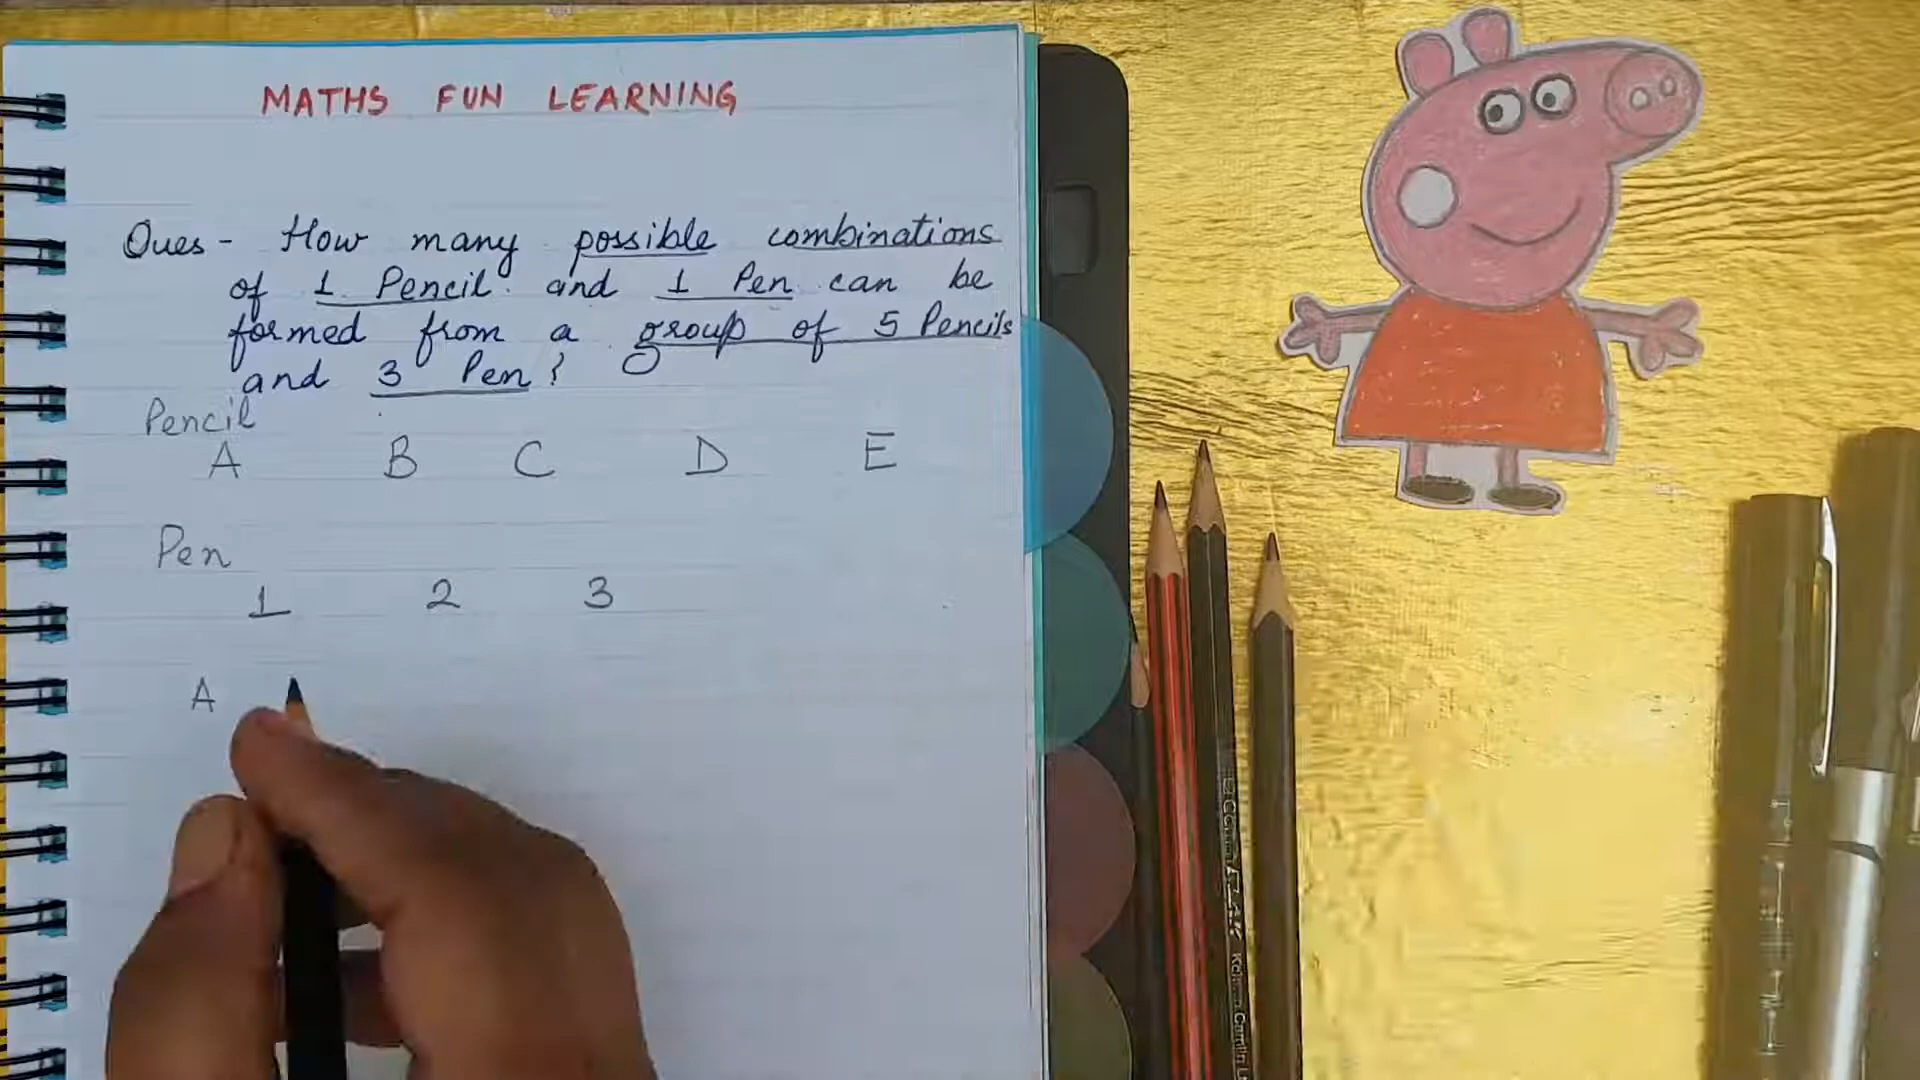 MATHS FUN LEARNING
Ques - How many possible combinations
of 1 Pencil and 1 Pen can be
formed from a group of 5 Pencils
and 3 Pen?
Pencil
A B C D E
Pen
1 2 3
A